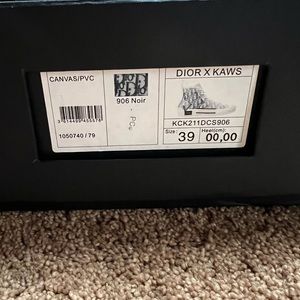 CANVAS/PVC
906 Noir
1050740 / 79
DIOR X KAWS
KCK211DCS906
Size: 39
Heel(cm): 00,00